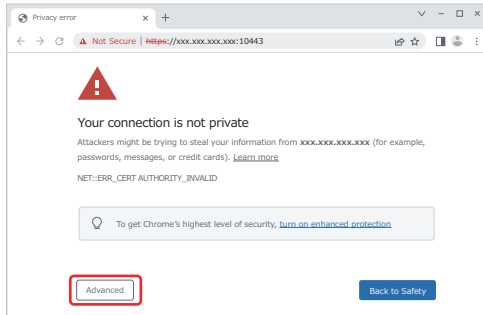 Privacy error
Not Secure | https://xxx.xxx.xxx.xxx:10443
Your connection is not private
Attackers might be trying to steal your information from xxx.xxx.xxx.xxx (for example,
passwords, messages, or credit cards). Learn more
NET::ERR_CERT AUTHORITY_INVALID
To get Chrome's highest level of security, turn on enhanced protection
Advanced
Back to Safety